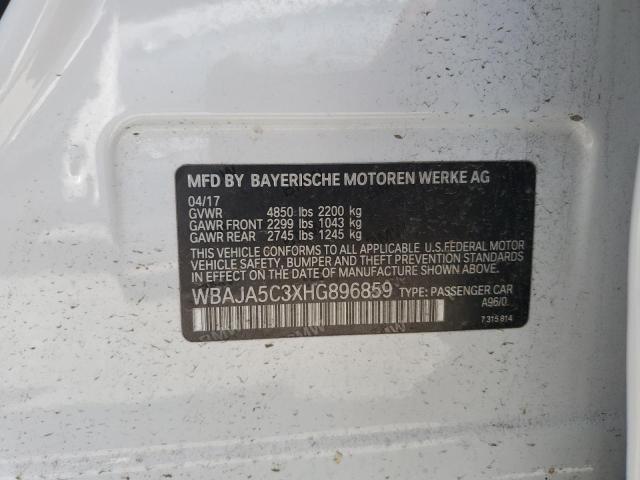 MFD BY BAYERISCHE MOTOREN WERKE AG
04/17
GVWR 4850 lbs 2200 kg
GAWR FRONT 2299 lbs 1043 kg
GAWR REAR 2745 lbs 1245 kg
THIS VEHICLE CONFORMS TO ALL APPLICABLE U.S.FEDERAL MOTOR
VEHICLE SAFETY, BUMPER AND THEFT PREVENTION STANDARDS
IN EFFECT ON THE DATE OF MANUFACTURE SHOWN ABOVE.
WBAJA5C3XHG896859 TYPE: PASSENGER CAR
A96/0
7 315 814